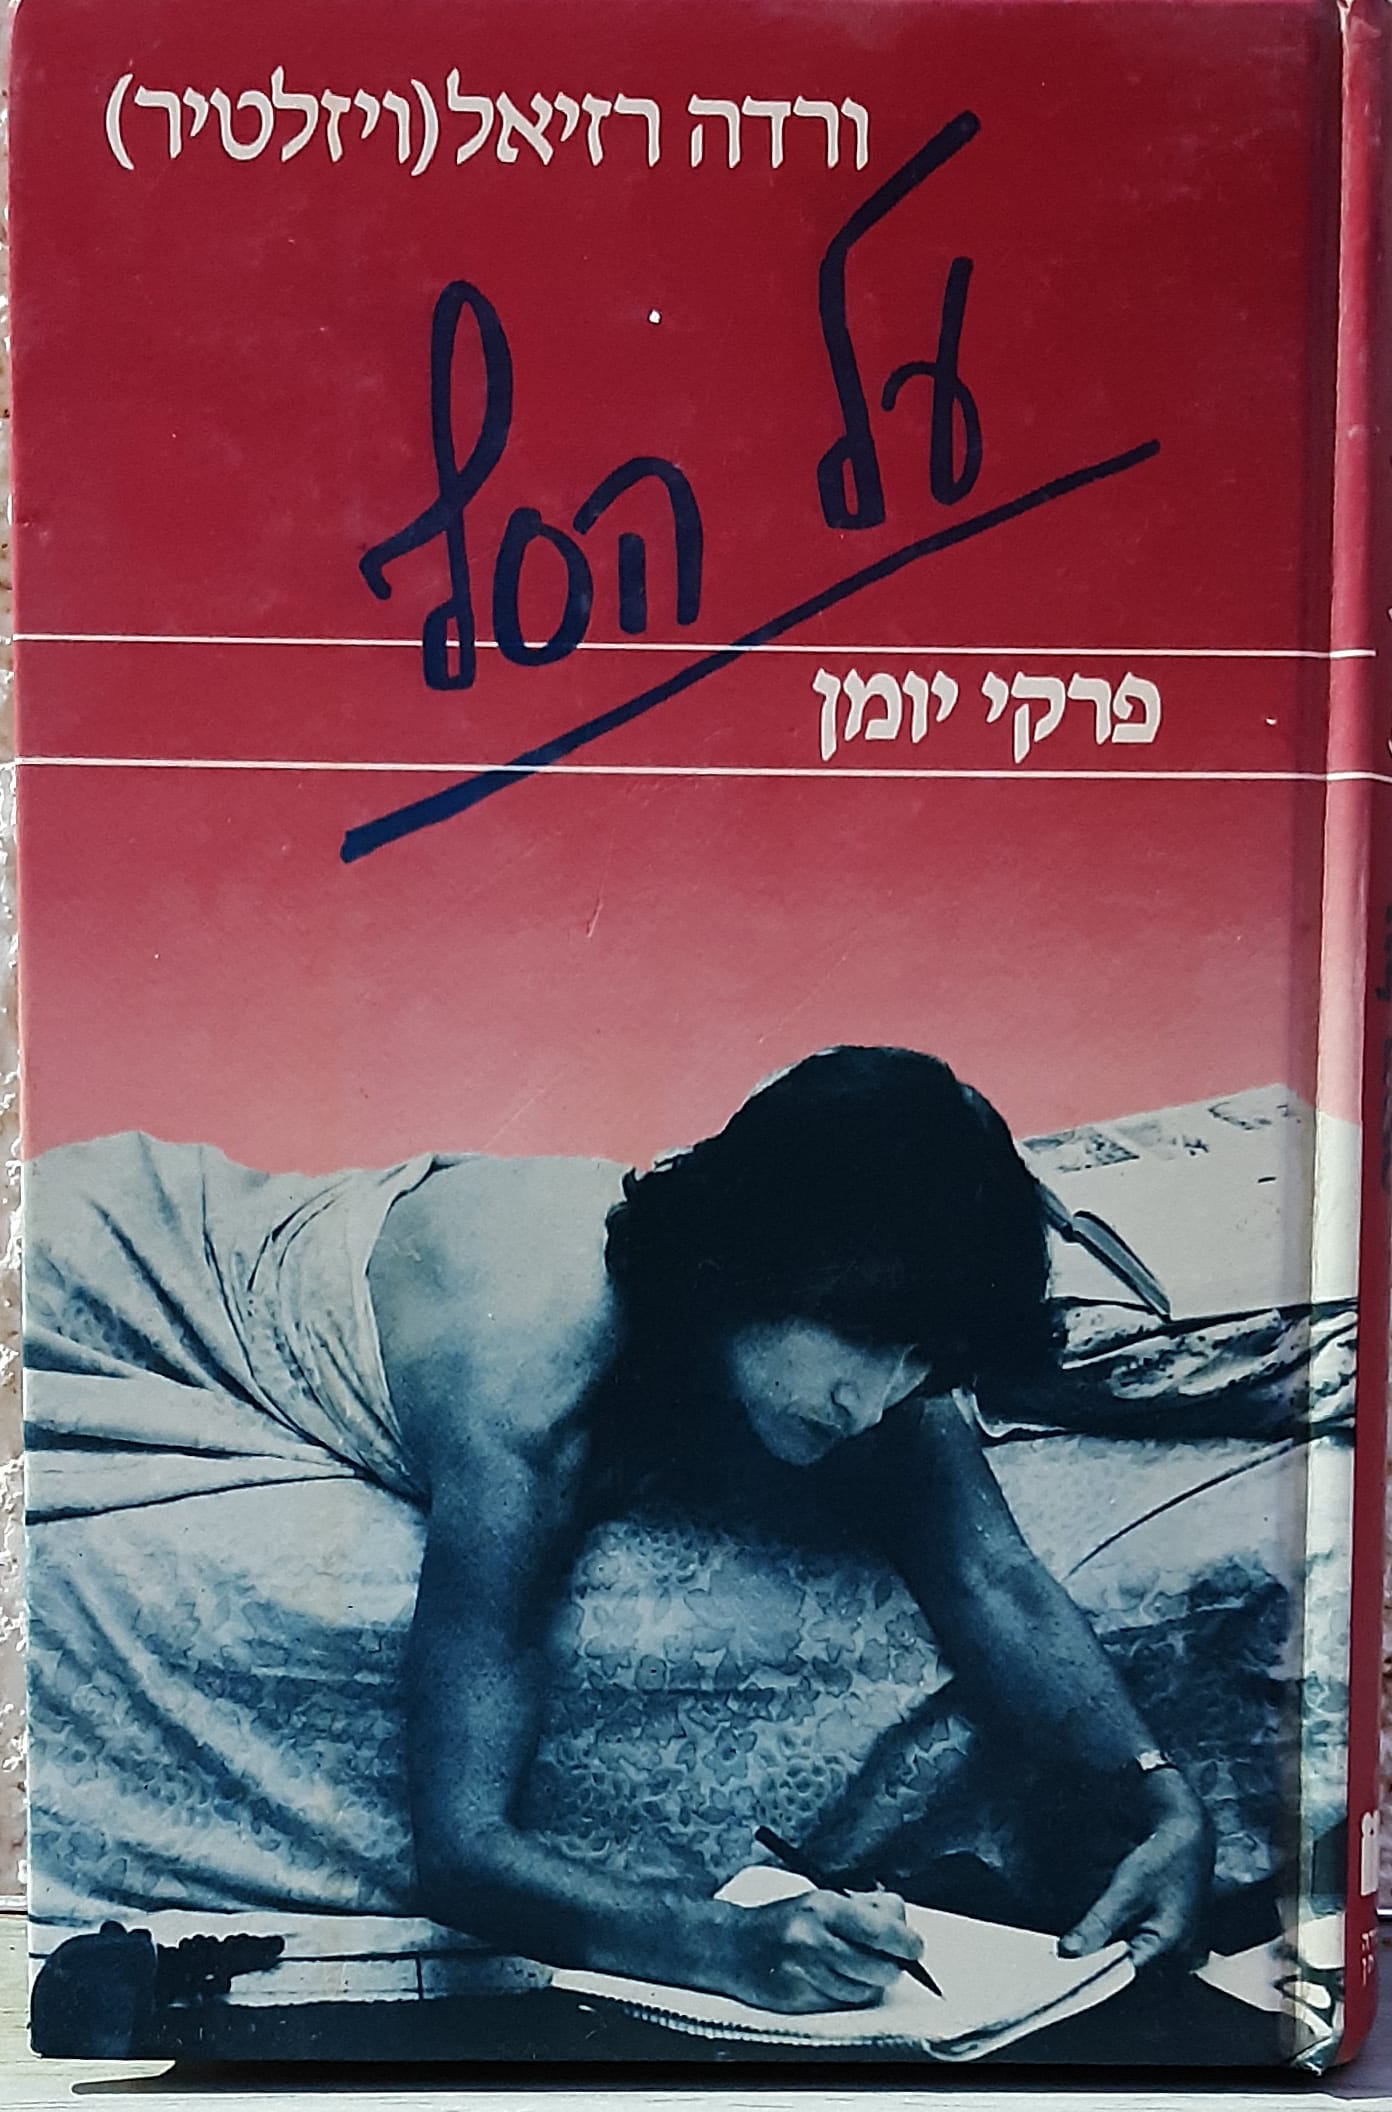 ורדה רזיאל (ויזלטיר)
על
הסף
פרקי יומן